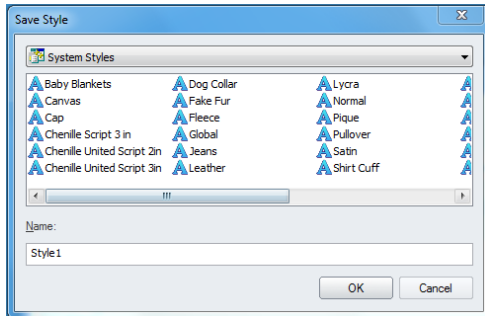 Save Style
System Styles
Baby Blankets
Canvas
Cap
Chenille Script 3 in
Chenille United Script 2in
Chenille United Script 3in
Dog Collar
Fake Fur
Fleece
Global
Jeans
Leather
Lycra
Normal
Pique
Pullover
Satin
Shirt Cuff
Name:
Style1
OK
Cancel